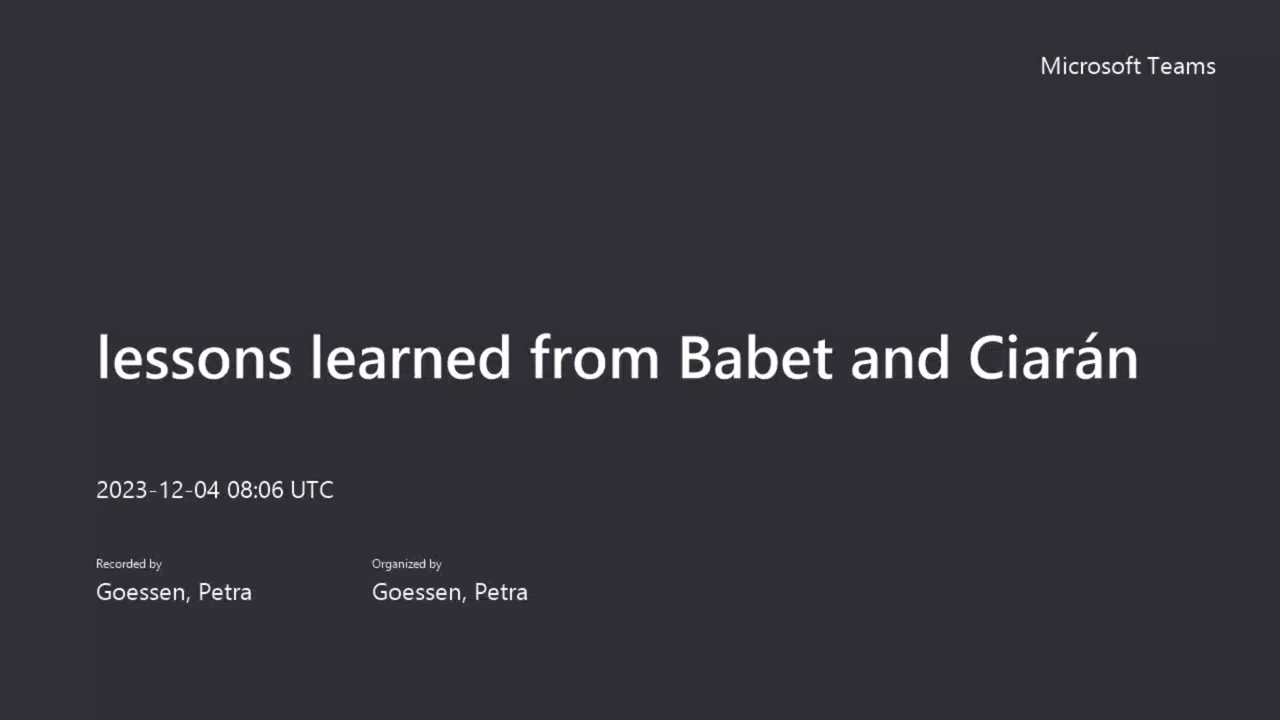 Microsoft Teams
lessons learned from Babet and Ciarán
2023-12-04 08:06 UTC
Recorded by
Goessen, Petra
Organized by
Goessen, Petra